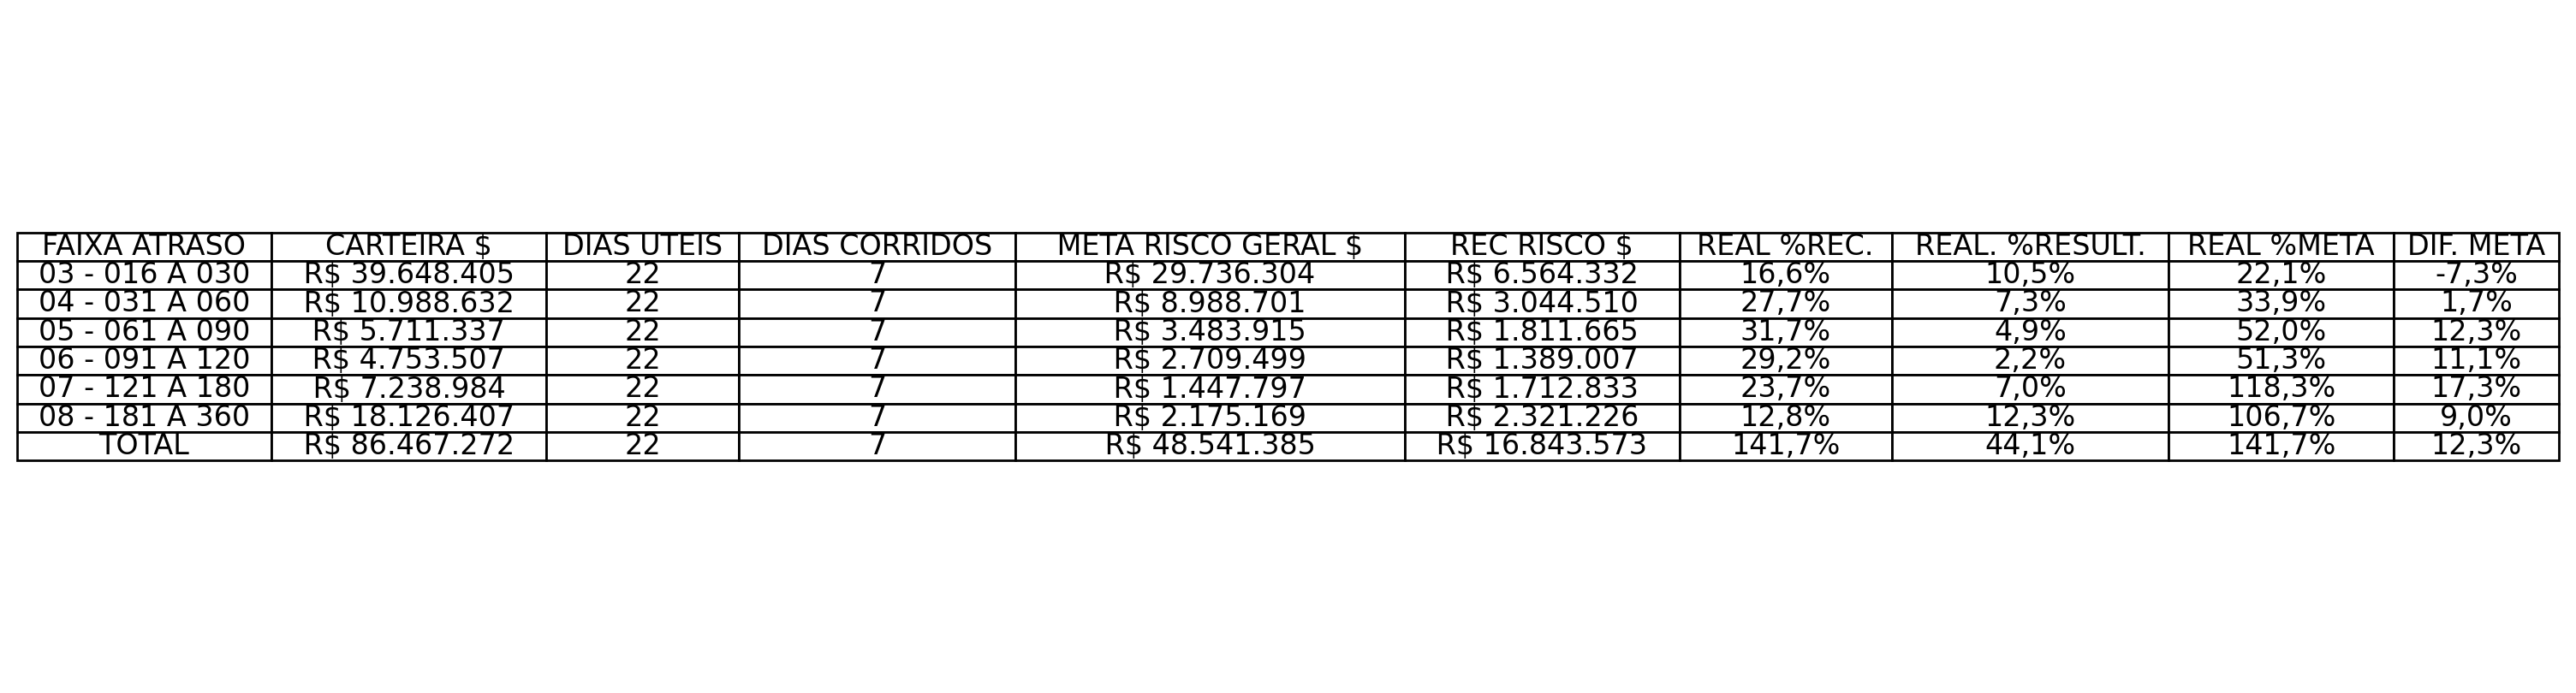 FAIXA ATRASO CARTEIRA $ DIAS UTEIS DIAS CORRIDOS META RISCO GERAL $ REC RISCO $ REAL %REC. REAL. %RESULT. REAL %META DIF. META
03 - 016 A 030 R$ 39.648.405 22 7 R$ 29.736.304 R$ 6.564.332 16,6% 10,5% 22,1% -7,3%
04 - 031 A 060 R$ 10.988.632 22 7 R$ 8.988.701 R$ 3.044.510 27,7% 7,3% 33,9% 1,7%
05 - 061 A 090 R$ 5.711.337 22 7 R$ 3.483.915 R$ 1.811.665 31,7% 4,9% 52,0% 12,3%
06 - 091 A 120 R$ 4.753.507 22 7 R$ 2.709.499 R$ 1.389.007 29,2% 2,2% 51,3% 11,1%
07 - 121 A 180 R$ 7.238.984 22 7 R$ 1.447.797 R$ 1.712.833 23,7% 7,0% 118,3% 17,3%
08 - 181 A 360 R$ 18.126.407 22 7 R$ 2.175.169 R$ 2.321.226 12,8% 12,3% 106,7% 9,0%
TOTAL R$ 86.467.272 22 7 R$ 48.541.385 R$ 16.843.573 141,7% 44,1% 141,7% 12,3%